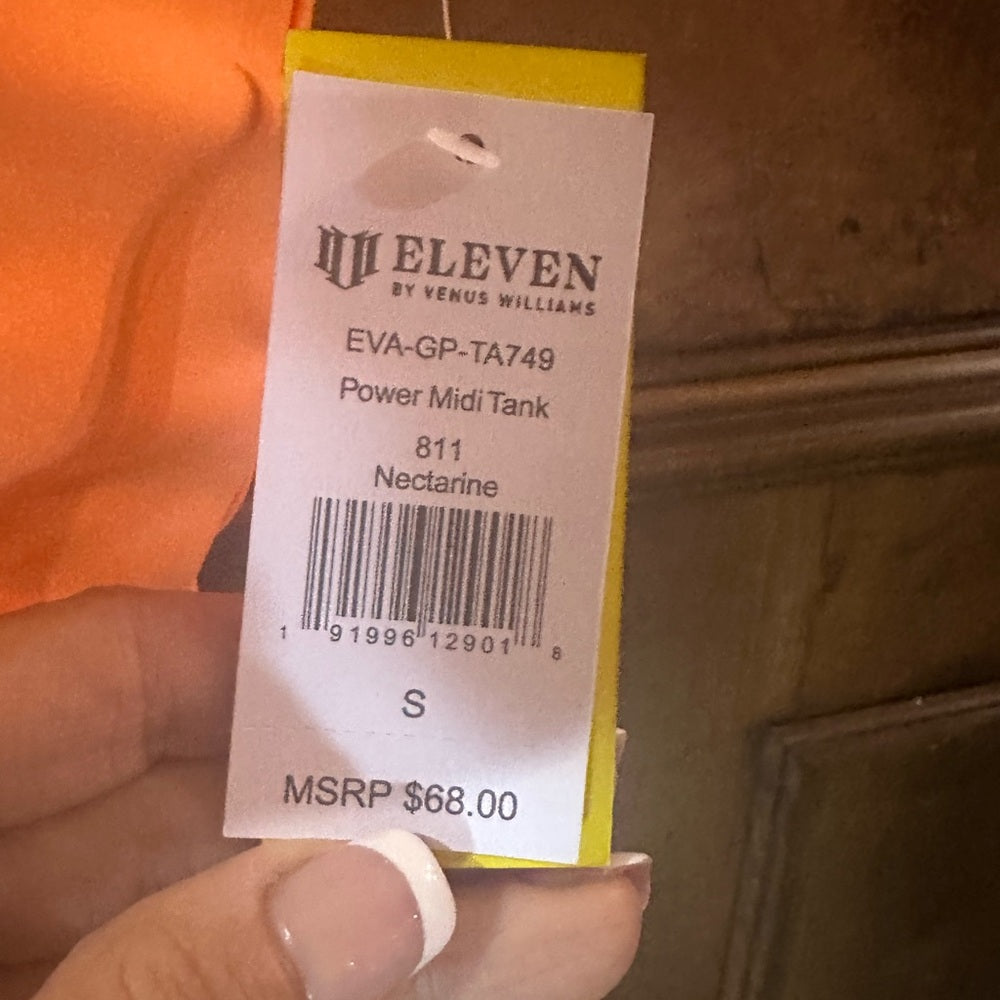 ELEVEN
BY VENUS WILLIAMS
EVA-GP-TA749
Power Midi Tank
811
Nectarine
1 91996 12901 8
S
MSRP $68.00